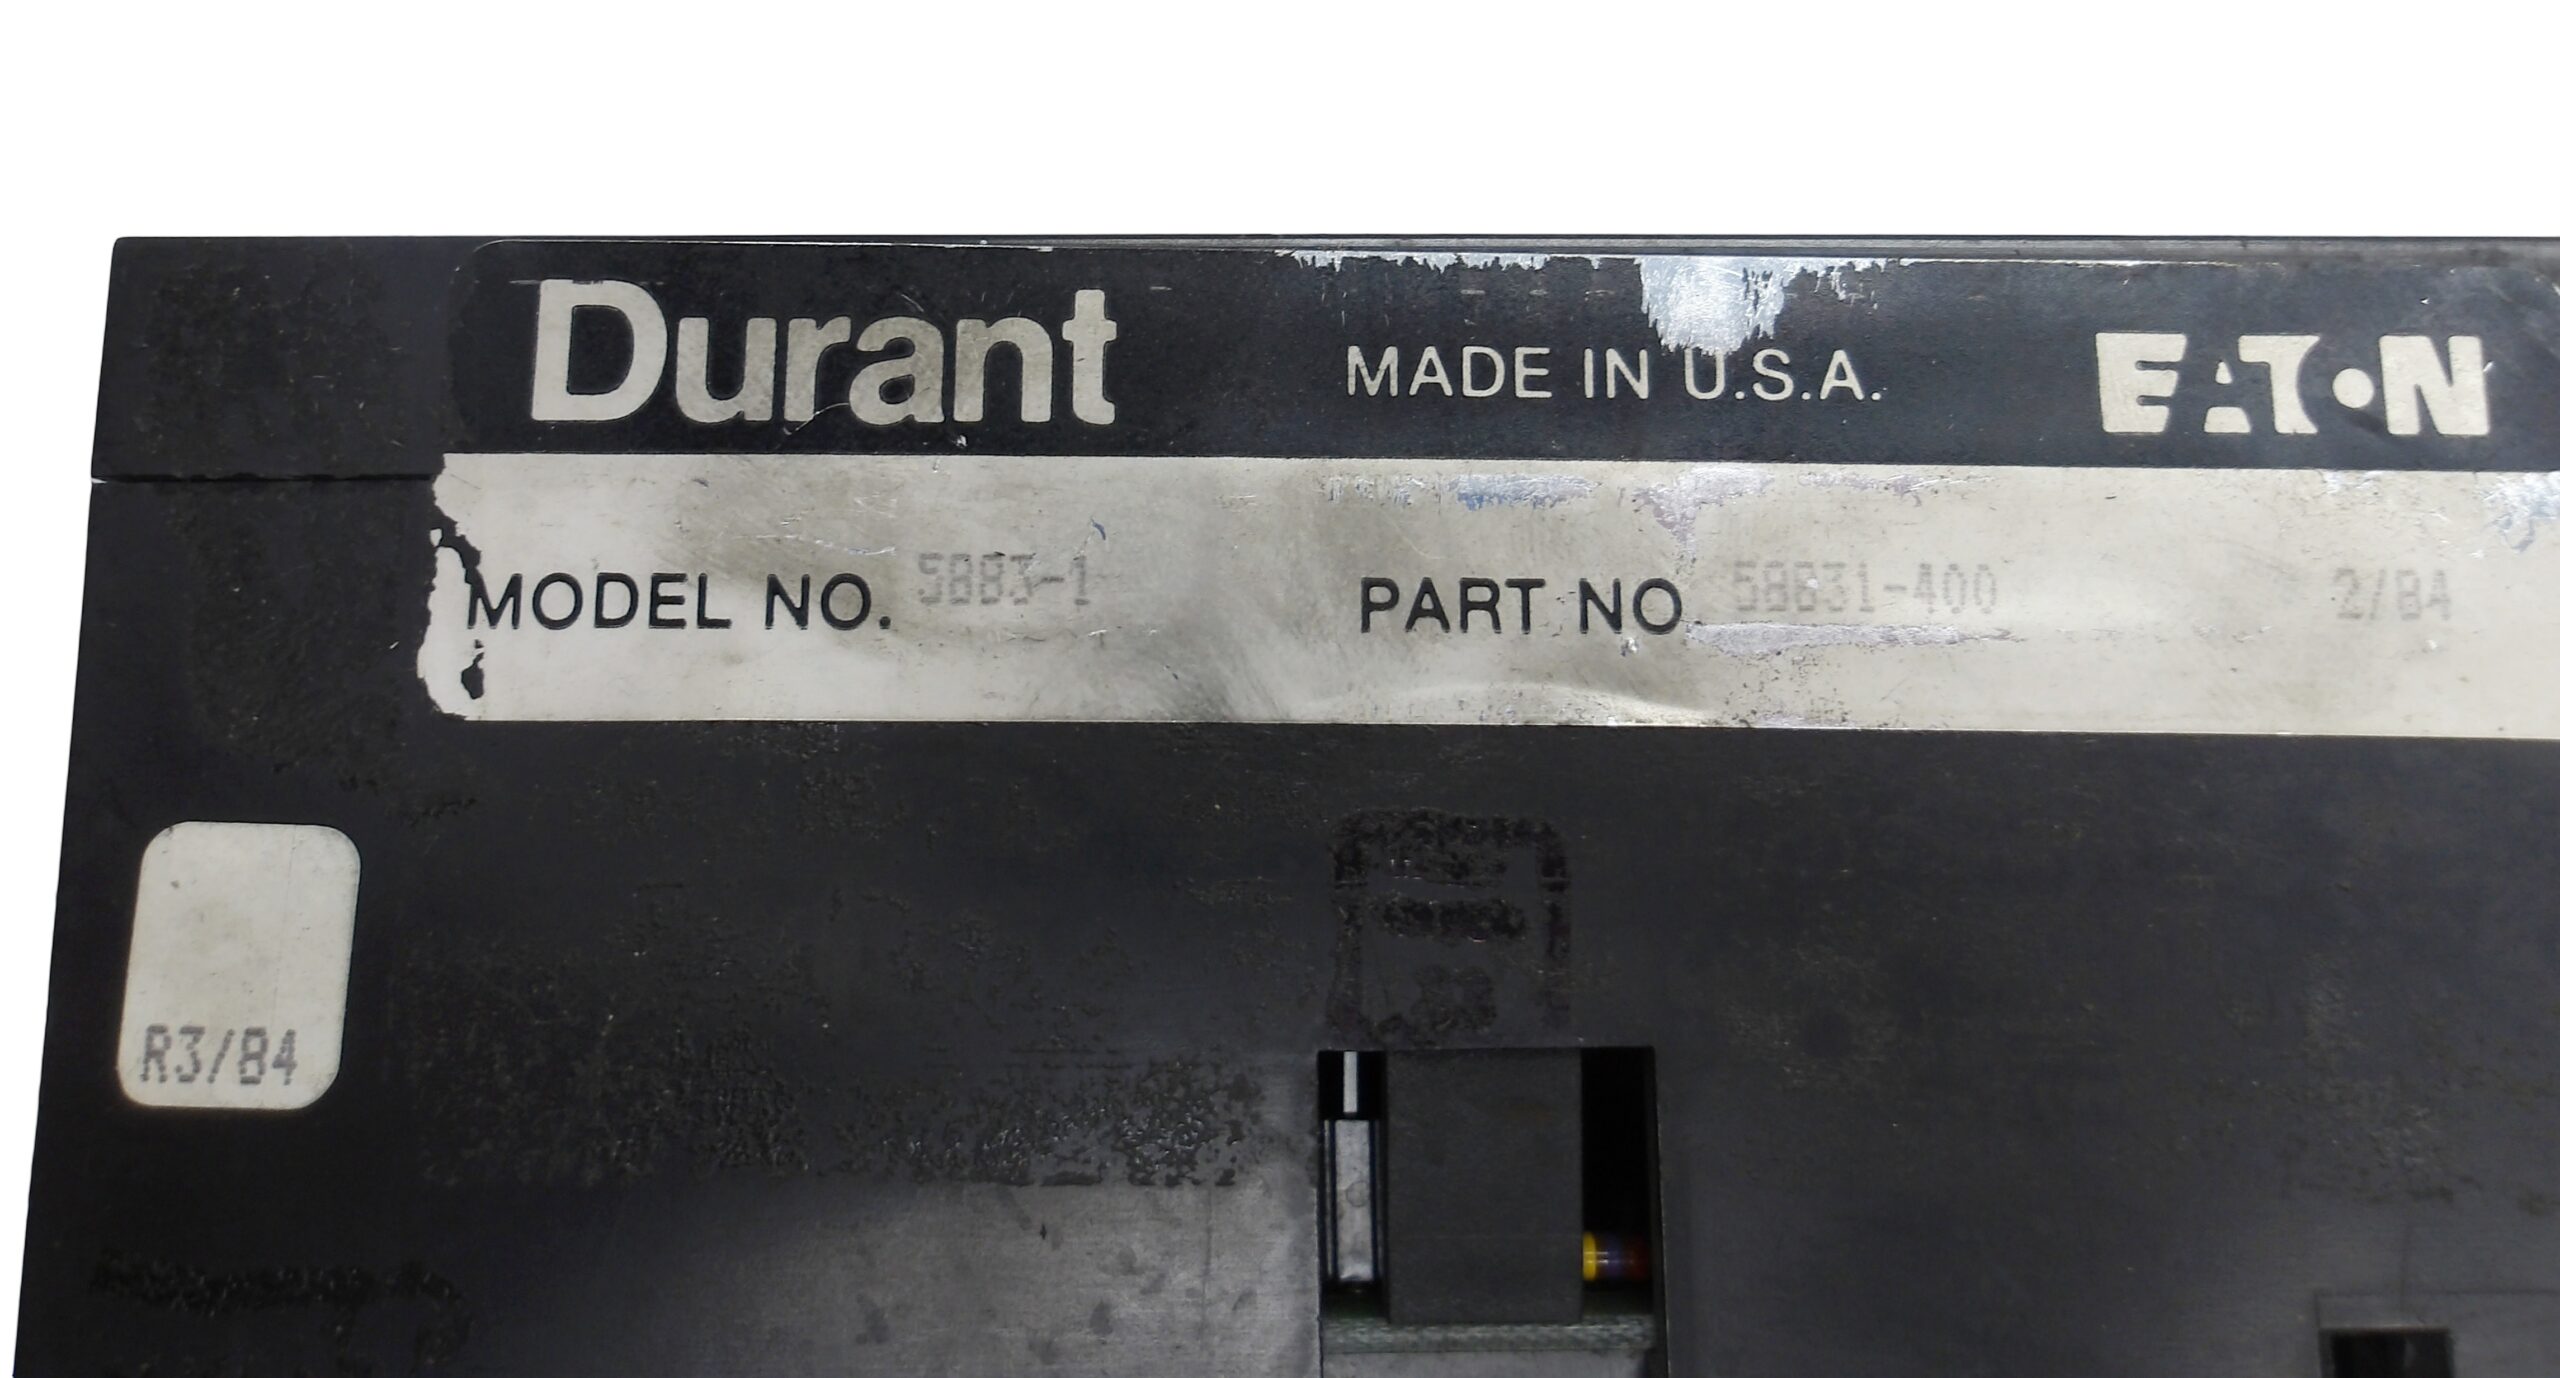 Durant MADE IN U.S.A. EATON
MODEL NO. 5883-1 PART NO. 58831-400 2/84
R3/84